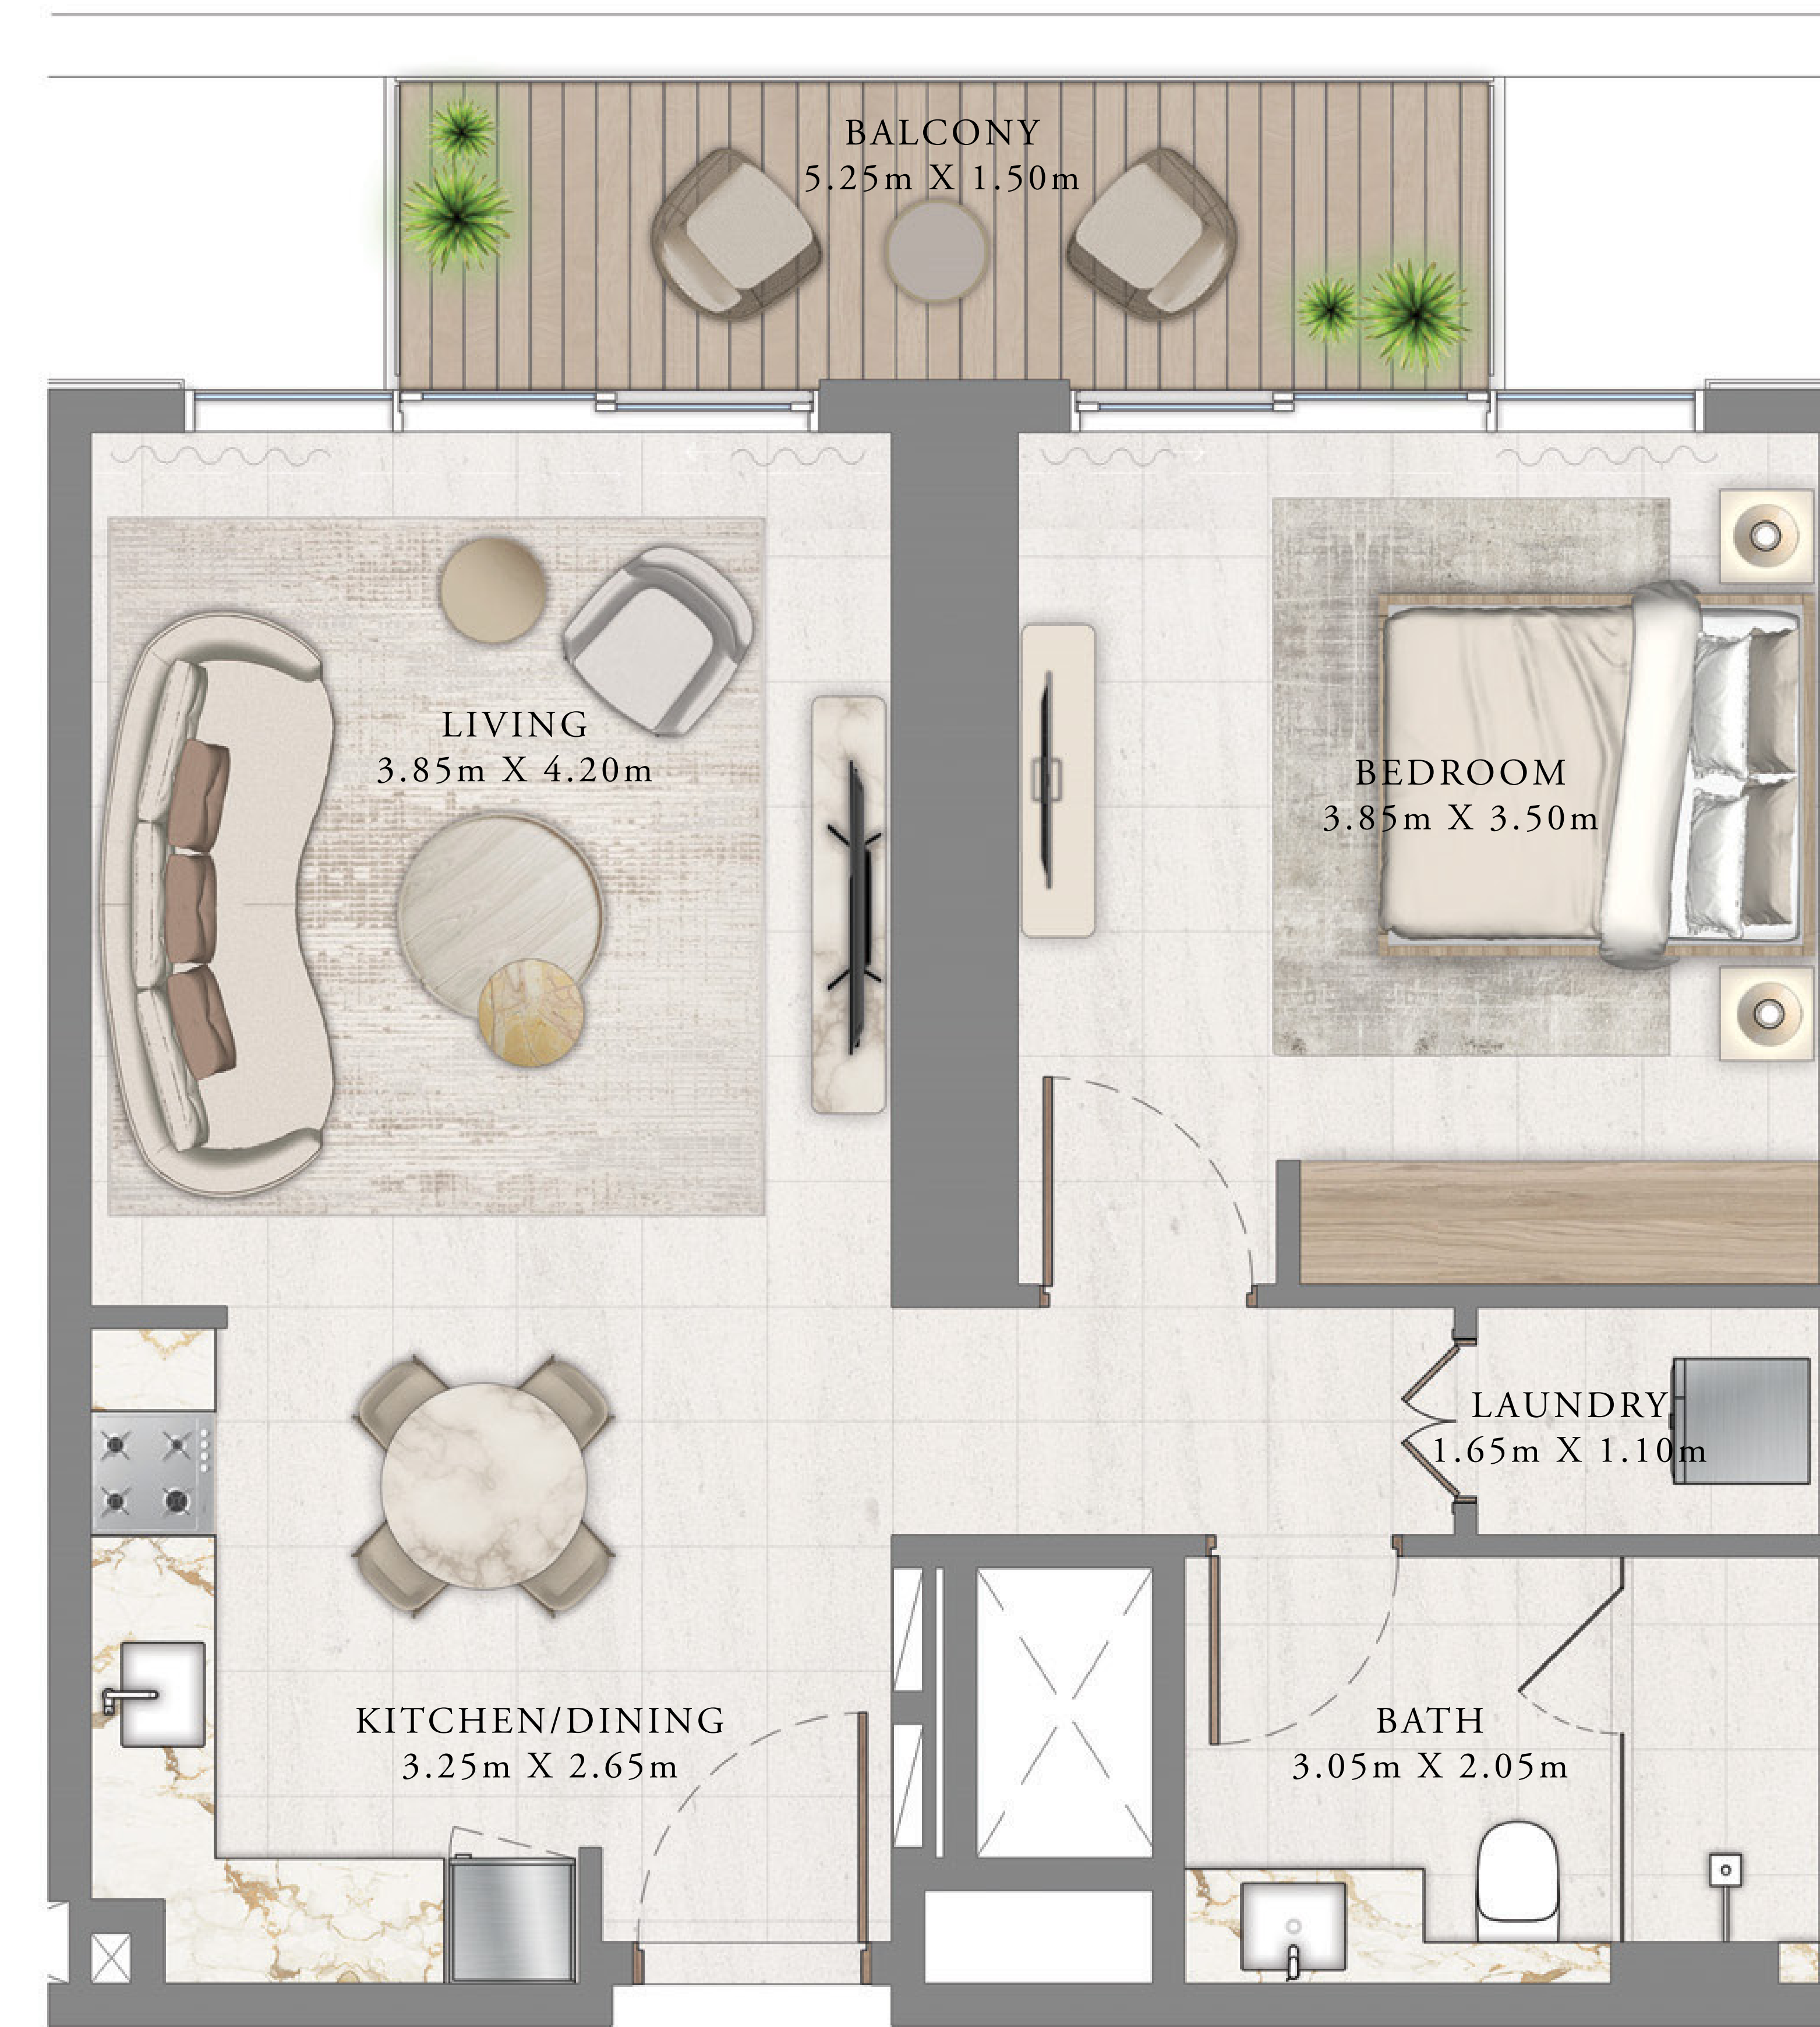 BALCONY
5.25m X 1.50m
LIVING
3.85m X 4.20m
BEDROOM
3.85m X 3.50m
LAUNDRY
1.65m X 1.10m
KITCHEN/DINING
3.25m X 2.65m
BATH
3.05m X 2.05m